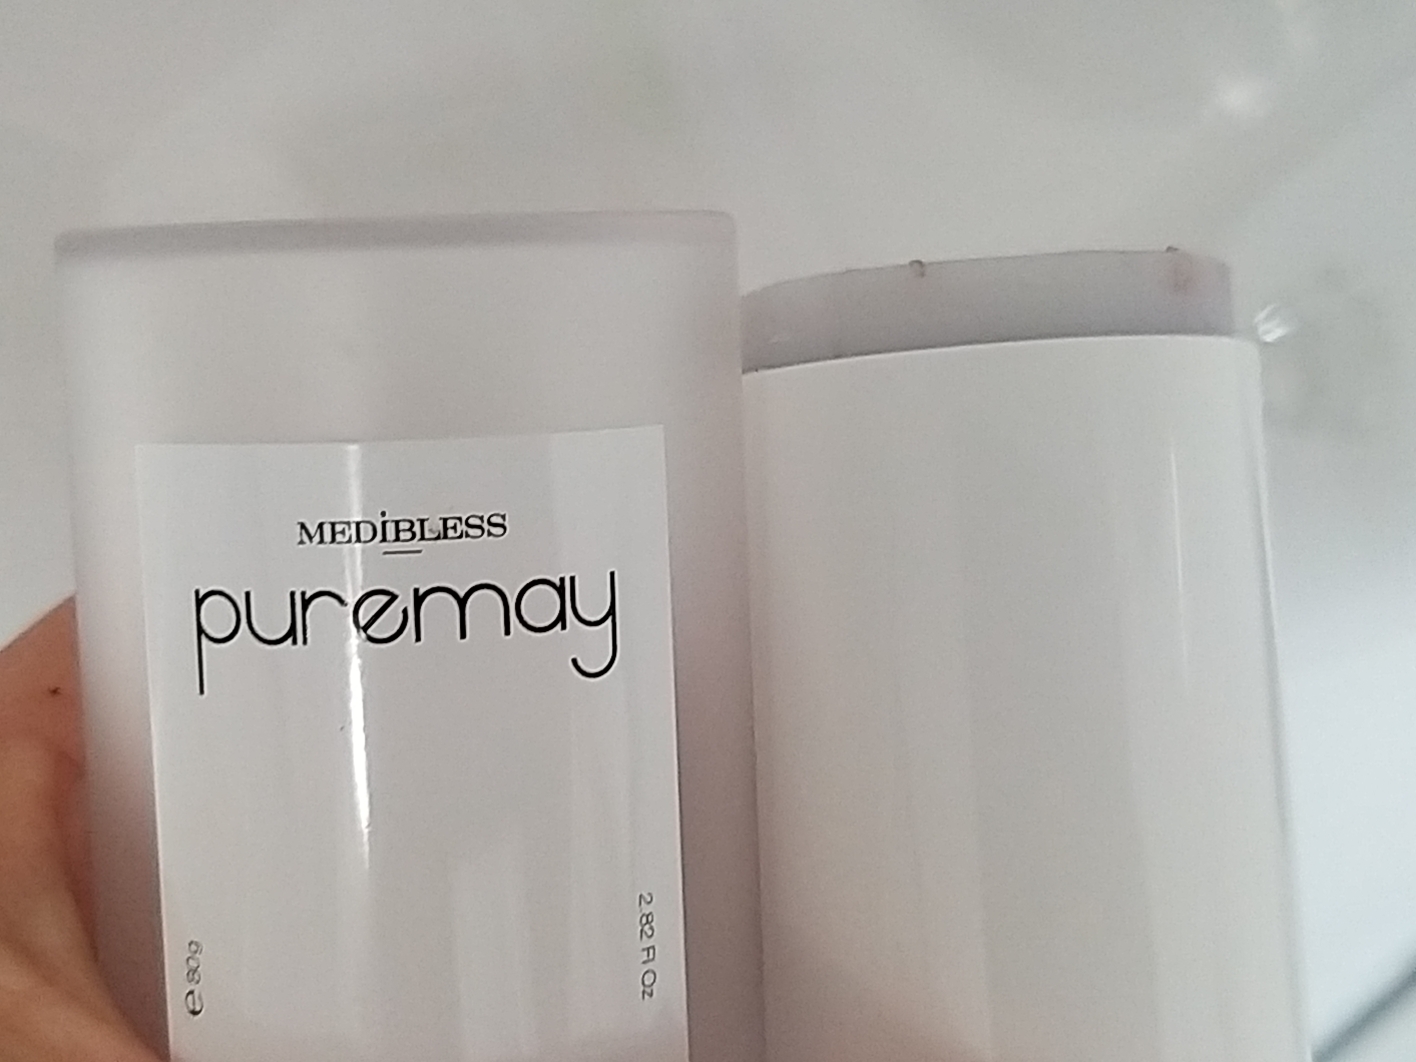 MEDiBLESS
puremay
2.82 Fl Oz
e 80g